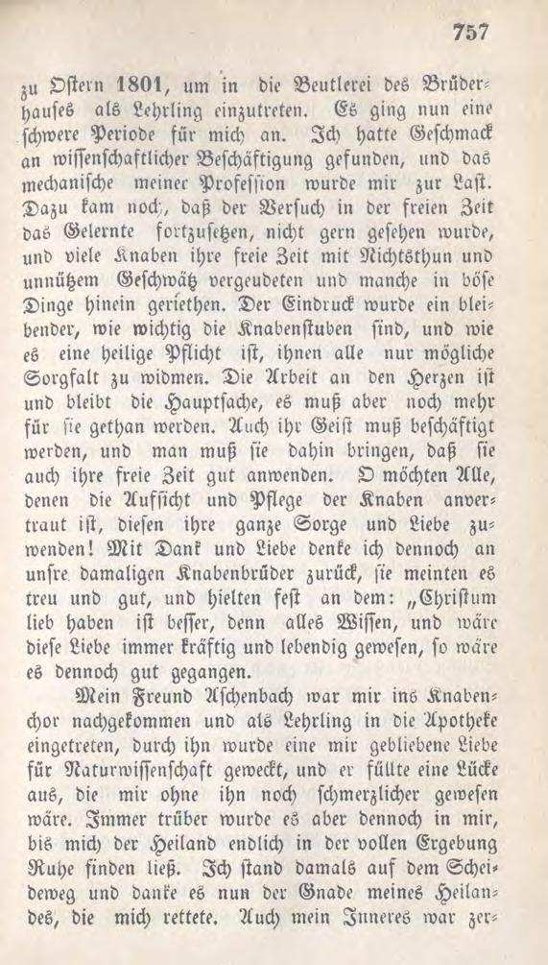 757
zu Ostern 1801, um in die Beutlerei des Brüder-
hauses als Lehrling einzutreten. Es ging nun eine
schwere Periode für mich an. Ich hatte Geschmack
an wissenschaftlicher Beschäftigung gefunden, und das
mechanische meiner Profession wurde mir zur Last.
Dazu kam noch, daß der Versuch in der freien Zeit
das Gelernte fortzusetzen, nicht gern gesehen wurde,
und viele Knaben ihre freie Zeit mit Nichtsthun und
unnützem Geschwätz vergeudeten und manche in böse
Dinge hinein geriethen. Der Eindruck wurde ein blei-
bender, wie wichtig die Knabenstuben sind, und wie
es eine heilige Pflicht ist, ihnen alle nur mögliche
Sorgfalt zu widmen. Die Arbeit an den Herzen ist
und bleibt die Hauptsache, es muß aber noch mehr
für sie gethan werden. Auch ihr Geist muß beschäftigt
werden, und man muß sie dahin bringen, daß sie
auch ihre freie Zeit gut anwenden. O möchten Alle,
denen die Aufsicht und Pflege der Knaben anver-
traut ist, diesen ihre ganze Sorge und Liebe zu-
wenden! Mit Dank und Liebe denke ich dennoch an
unsre damaligen Knabenbrüder zurück, sie meinten es
treu und gut, und hielten fest an dem: „Christum
lieb haben ist besser, denn alles Wissen, und wäre
diese Liebe immer kräftig und lebendig gewesen, so wäre
es dennoch gut gegangen.
Mein Freund Aschenbach war mir ins Knaben-
chor nachgekommen und als Lehrling in die Apotheke
eingetreten, durch ihn wurde eine mir gebliebene Liebe
für Naturwissenschaft geweckt, und er füllte eine Lücke
aus, die mir ohne ihn noch schmerzlicher gewesen
wäre. Immer trüber wurde es aber dennoch in mir,
bis mich der Heiland endlich in der vollen Ergebung
Ruhe finden ließ. Ich stand damals auf dem Schei-
deweg und danke es nun der Gnade meines Heilan-
des, die mich rettete. Auch mein Inneres war zer-